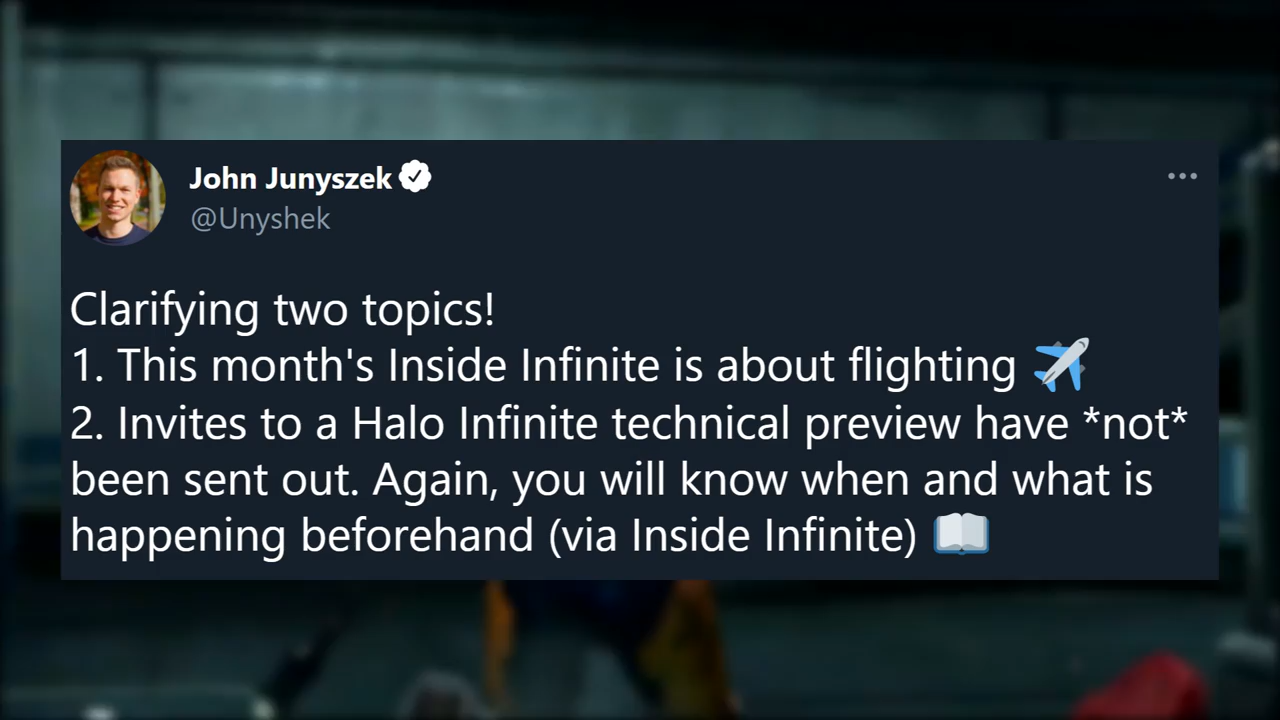 John Junyszek
@Unyshek
Clarifying two topics!
1. This month's Inside Infinite is about flighting ✈️
2. Invites to a Halo Infinite technical preview have *not*
been sent out. Again, you will know when and what is
happening beforehand (via Inside Infinite) 📖